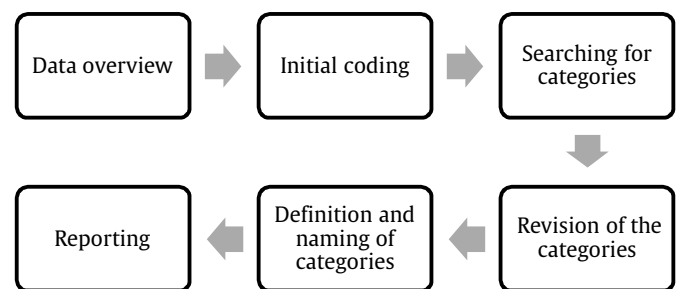 Data overview
Initial coding
Searching for
categories
Revision of the
categories
Definition and
naming of
categories
Reporting